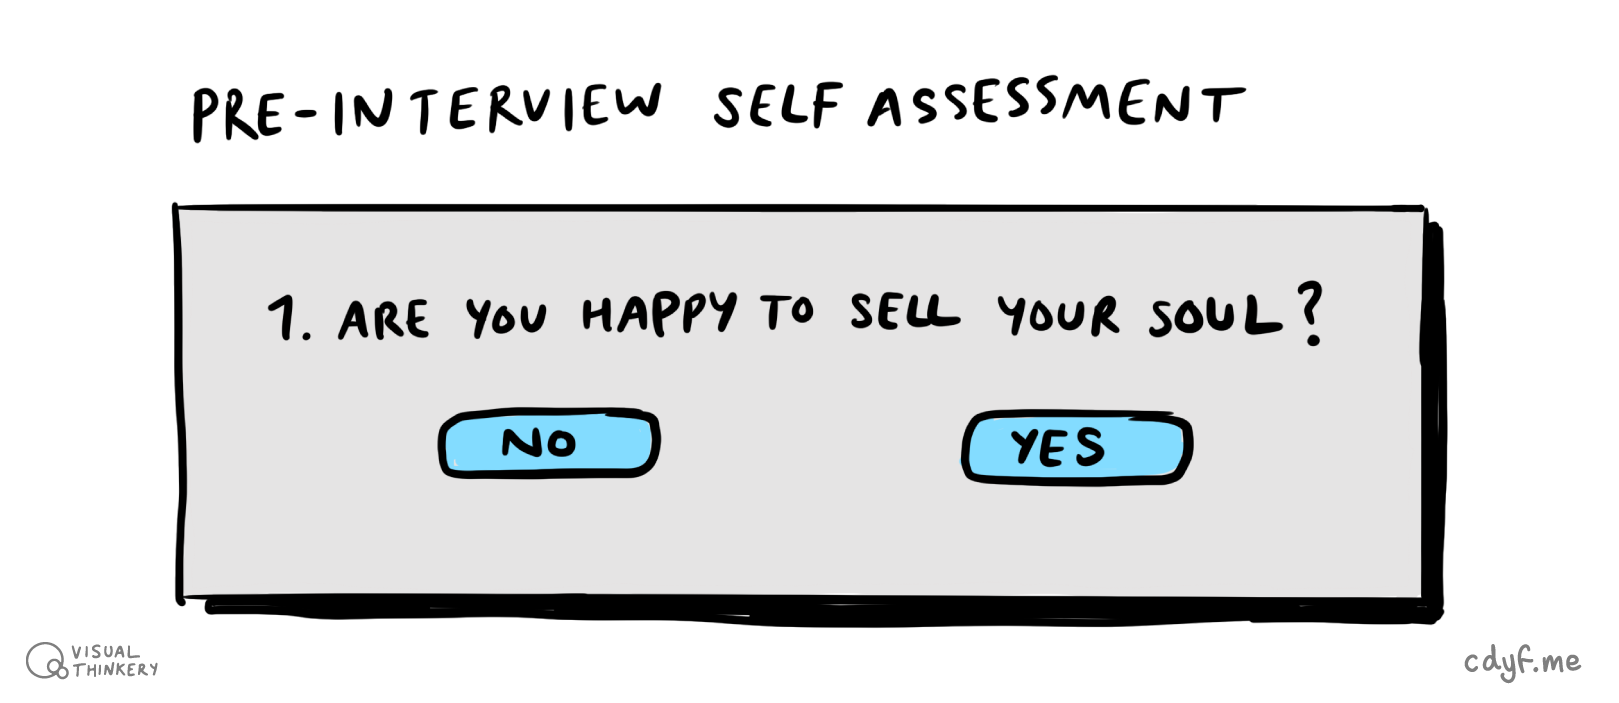 PRE-INTERVIEW SELF ASSESSMENT
1. ARE YOU HAPPY TO SELL YOUR SOUL?
NO
YES
VISUAL
THINKERY
cdyf.me